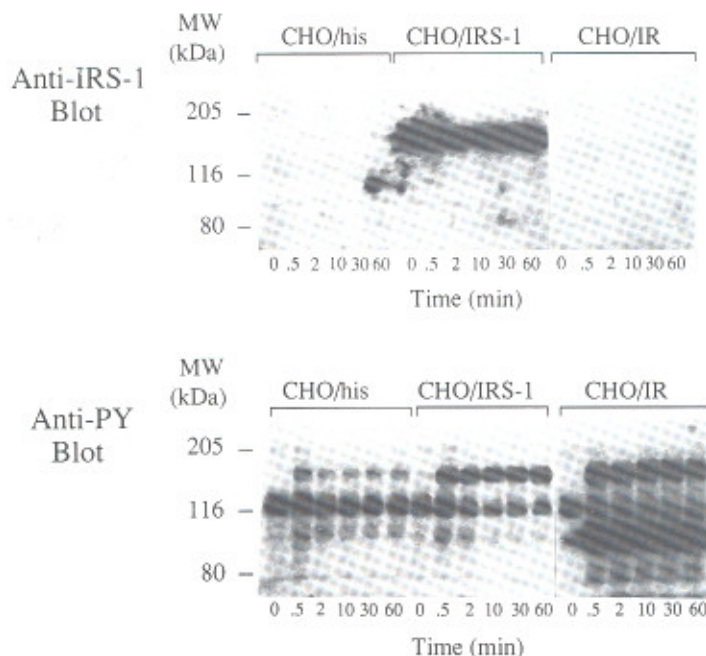 MW
(kDa)
CHO/his CHO/IRS-1 CHO/IR
Anti-IRS-1
Blot
205 –
116 –
80 –
0 .5 2 10 30 60 0 .5 2 10 30 60 0 .5 2 10 30 60
Time (min)
MW
(kDa)
CHO/his CHO/IRS-1 CHO/IR
Anti-PY
Blot
205 –
116 –
80 –
0 .5 2 10 30 60 0 .5 2 10 30 60 0 .5 2 10 30 60
Time (min)